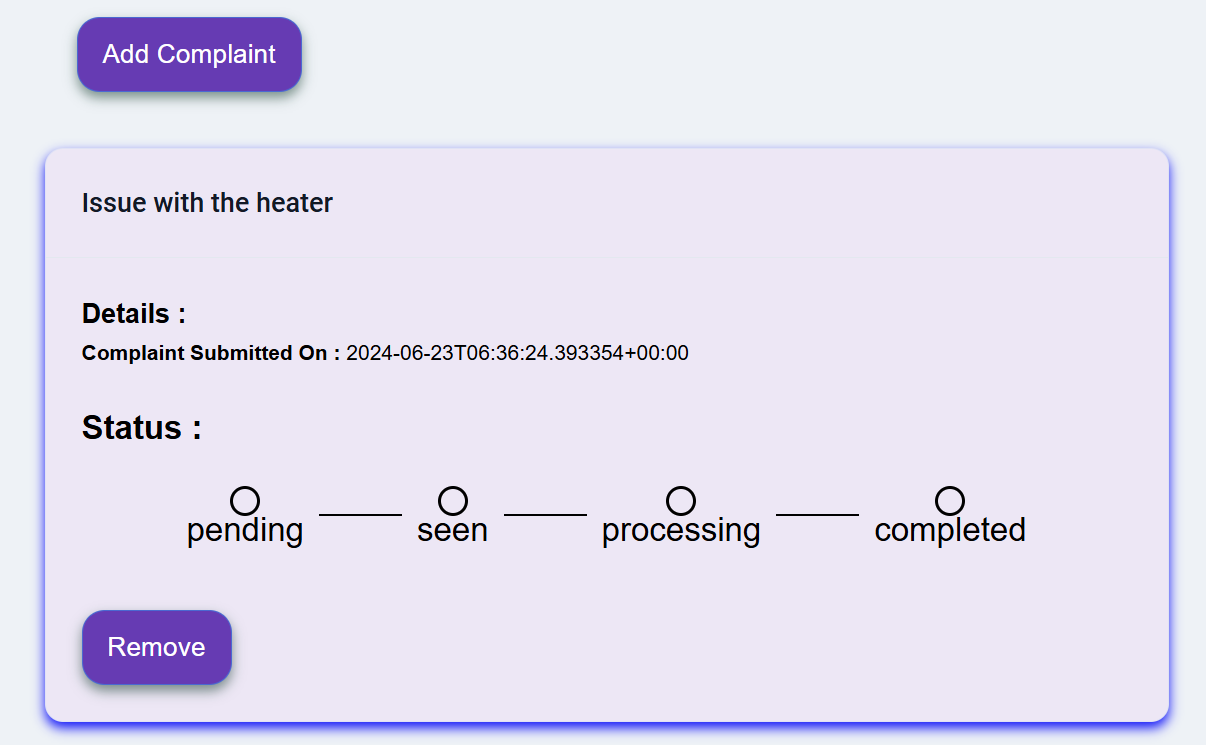 Add Complaint
Issue with the heater
Details :
Complaint Submitted On : 2024-06-23T06:36:24.393354+00:00
Status :
pending seen processing completed
Remove